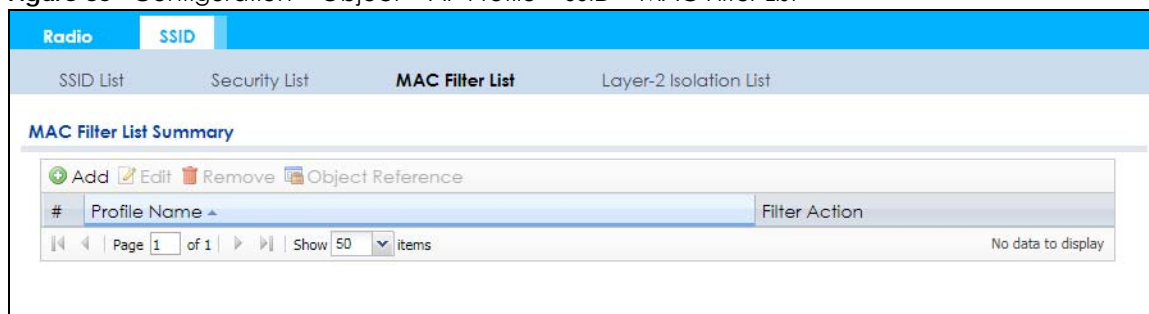 Radio SSID
SSID List Security List MAC Filter List Layer-2 Isolation List
MAC Filter List Summary
Add Edit Remove Object Reference
# Profile Name Filter Action
Page 1 of 1 Show 50 items No data to display